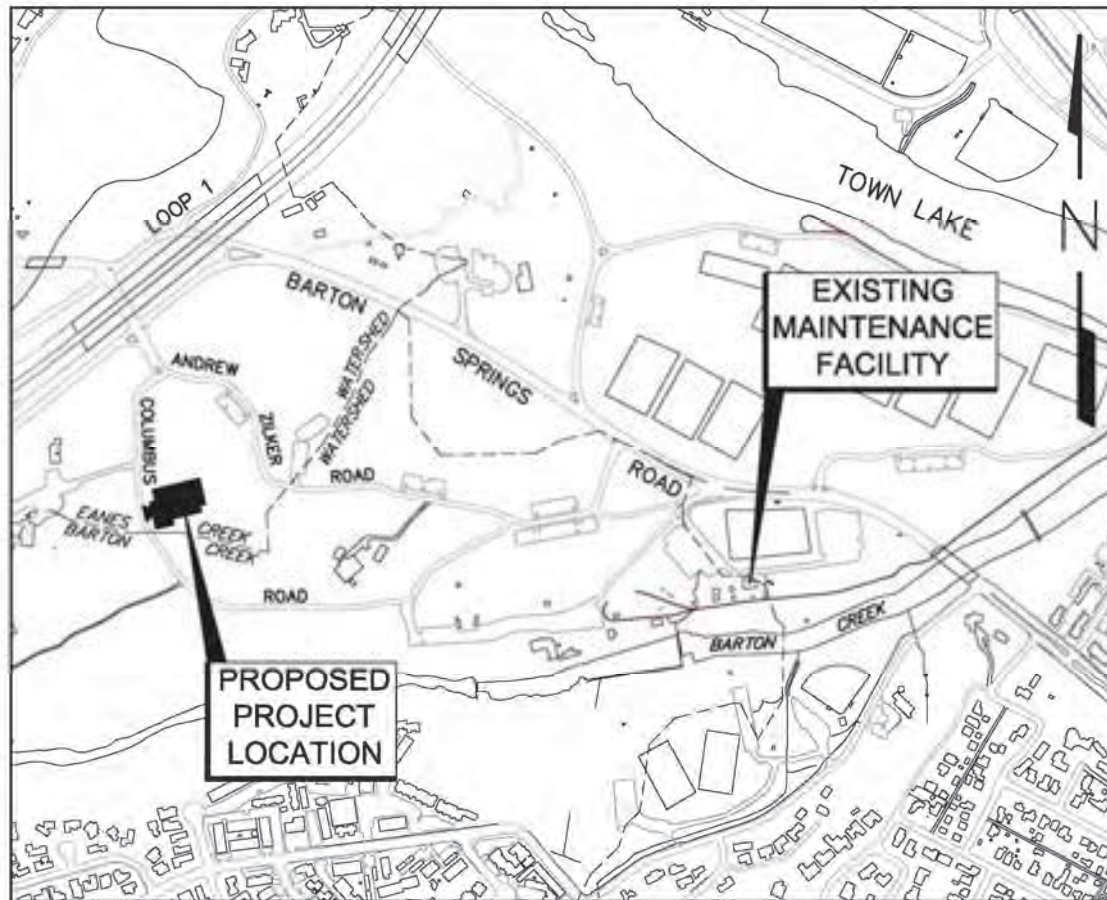 LOOP 1
TOWN LAKE
N
BARTON
SPRINGS
ROAD
EXISTING
MAINTENANCE
FACILITY
WATERSHED
WATERSHED
ANDREW
ZILKER
ROAD
COLUMBUS
EANES
CREEK
BARTON
CREEK
ROAD
BARTON
CREEK
PROPOSED
PROJECT
LOCATION